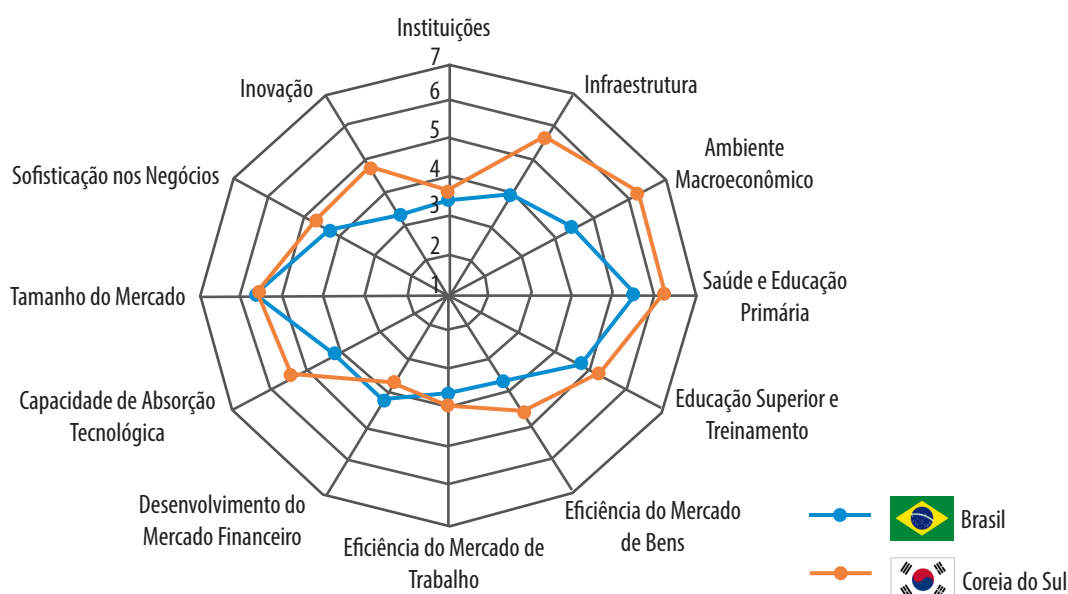 Instituições
7
6
5
4
3
2
1
Infraestrutura
Ambiente
Macroeconômico
Saúde e Educação
Primária
Educação Superior e
Treinamento
Eficiência do Mercado
de Bens
Eficiência do Mercado de
Trabalho
Desenvolvimento do
Mercado Financeiro
Capacidade de Absorção
Tecnológica
Tamanho do Mercado
Sofisticação nos Negócios
Inovação
Brasil
Coreia do Sul